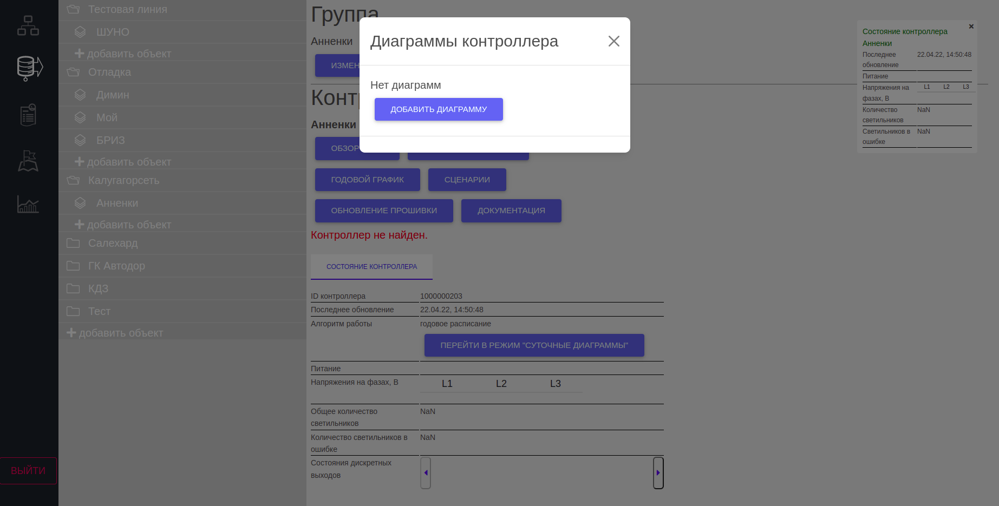 Тестовая линия
ШУНО
добавить объект
Отладка
Димин
Мой
БРИЗ
добавить объект
Калугагорсеть
Анненки
добавить объект
Салехард
ГК Автодор
КДЗ
Тест
добавить объект
ВЫЙТИ
Группа
Анненки
Диаграммы контроллера
Нет диаграмм
ДОБАВИТЬ ДИАГРАММУ
Анненки
ГОДОВОЙ ГРАФИК
СЦЕНАРИИ
ОБНОВЛЕНИЕ ПРОШИВКИ
ДОКУМЕНТАЦИЯ
Контроллер не найден.
СОСТОЯНИЕ КОНТРОЛЛЕРА
ID контроллера
1000000203
Последнее обновление
22.04.22, 14:50:48
Алгоритм работы
годовое расписание
ПЕРЕЙТИ В РЕЖИМ "СУТОЧНЫЕ ДИАГРАММЫ"
Питание
Напряжения на фазах, В
L1 L2 L3
Общее количество
светильников
NaN
Количество светильников в
ошибке
NaN
Состояния дискретных
выходов
Состояние контроллера
Анненки
Последнее
обновление
22.04.22, 14:50:48
Питание
Напряжения на
фазах, В
L1 L2 L3
Количество
светильников
NaN
Светильников в
ошибке
NaN